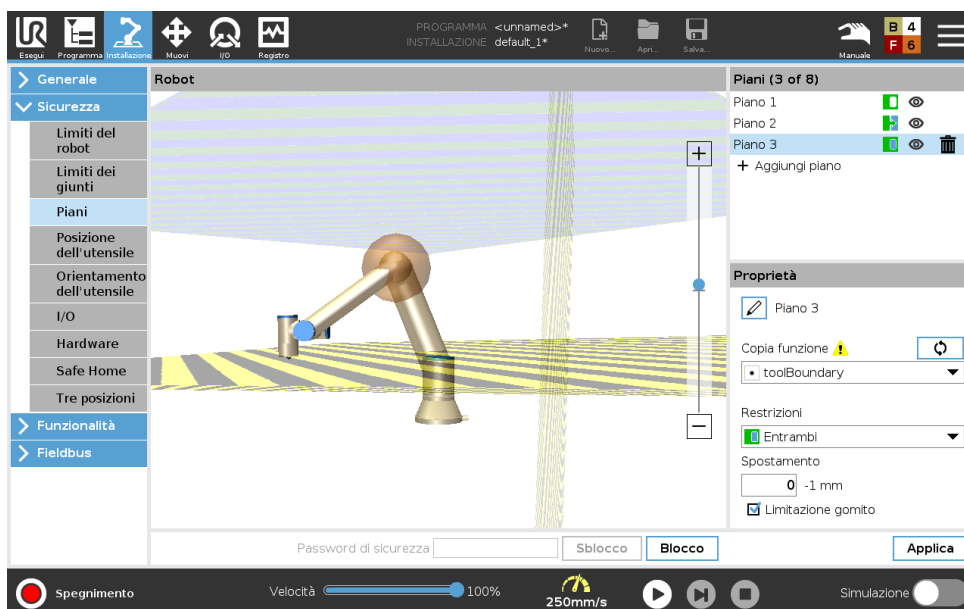 PROGRAMMA <unnamed>*
INSTALLAZIONE default_1*
Esegui
Programma
Installazione
Muovi
I/O
Registro
Nuovo...
Apri...
Salva...
Manuale
B 4
F 6
Generale
Sicurezza
Limiti del
robot
Limiti dei
giunti
Piani
Posizione
dell'utensile
Orientamento
dell'utensile
I/O
Hardware
Safe Home
Tre posizioni
Funzionalità
Fieldbus
Robot
Piani (3 of 8)
Piano 1
Piano 2
Piano 3
+ Aggiungi piano
Proprietà
Piano 3
Copia funzione
toolBoundary
Restrizioni
Entrambi
Spostamento
0 -1 mm
Limitazione gomito
Password di sicurezza
Sblocco
Blocco
Applica
Spegnimento
Velocità
100%
250mm/s
Simulazione